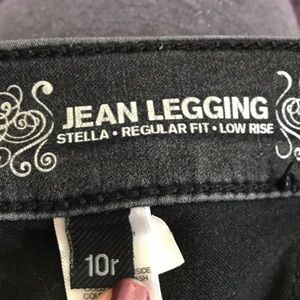 JEAN LEGGING
STELLA • REGULAR FIT • LOW RISE
10r